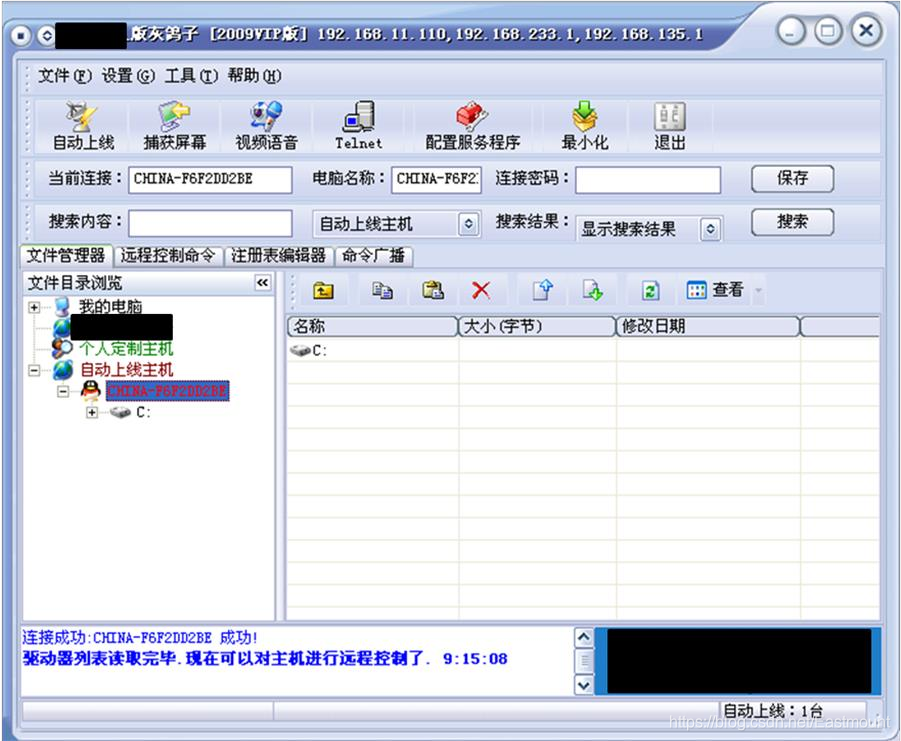 版灰鸽子 [2009VIP版] 192.168.11.110,192.168.233.1,192.168.135.1
文件(F) 设置(G) 工具(T) 帮助(H)
自动上线 捕获屏幕 视频语音 Telnet 配置服务程序 最小化 退出
当前连接： CHINA-F6F2DD2BE 电脑名称： CHINA-F6F2 连接密码： 保存
搜索内容： 自动上线主机 搜索结果： 显示搜索结果 搜索
文件管理器 远程控制命令 注册表编辑器 命令广播
文件目录浏览 查看
我的电脑
名称 大小(字节) 修改日期
个人定制主机 C:
自动上线主机
CHINA-F6F2DD2BE
C:
连接成功:CHINA-F6F2DD2BE 成功!
驱动器列表读取完毕.现在可以对主机进行远程控制了. 9:15:08
自动上线：1台
https://blog.csdn.net/Eastmount